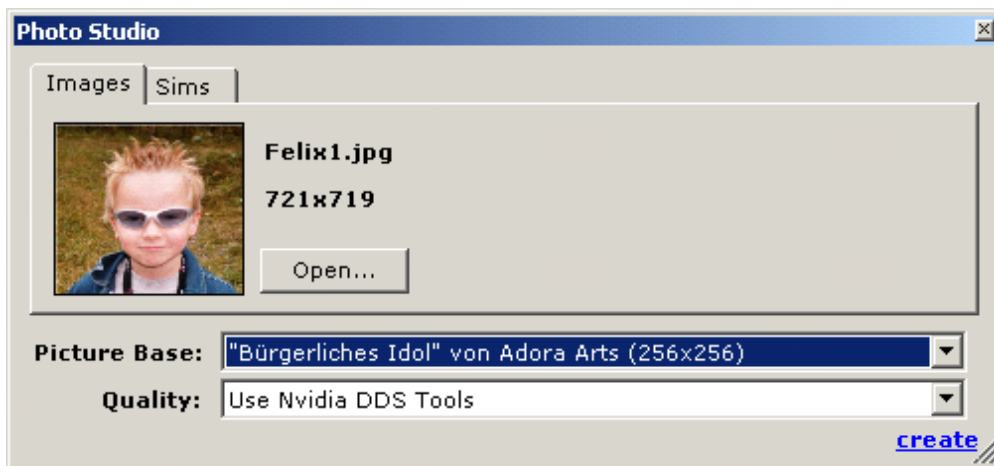 Photo Studio
Images Sims
Felix1.jpg
721x719
Open...
Picture Base: "Bürgerliches Idol" von Adora Arts (256x256)
Quality: Use Nvidia DDS Tools
create